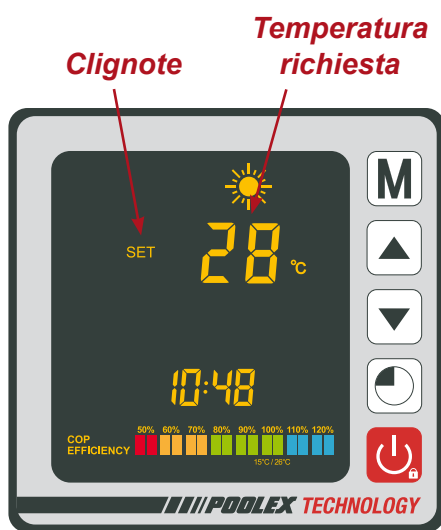 Temperatura
Clignote richiesta
M
SET 28 °C
10:48
50% 60% 70% 80% 90% 100% 110% 120%
COP
EFFICIENCY
15°C / 26°C
POOLEX TECHNOLOGY